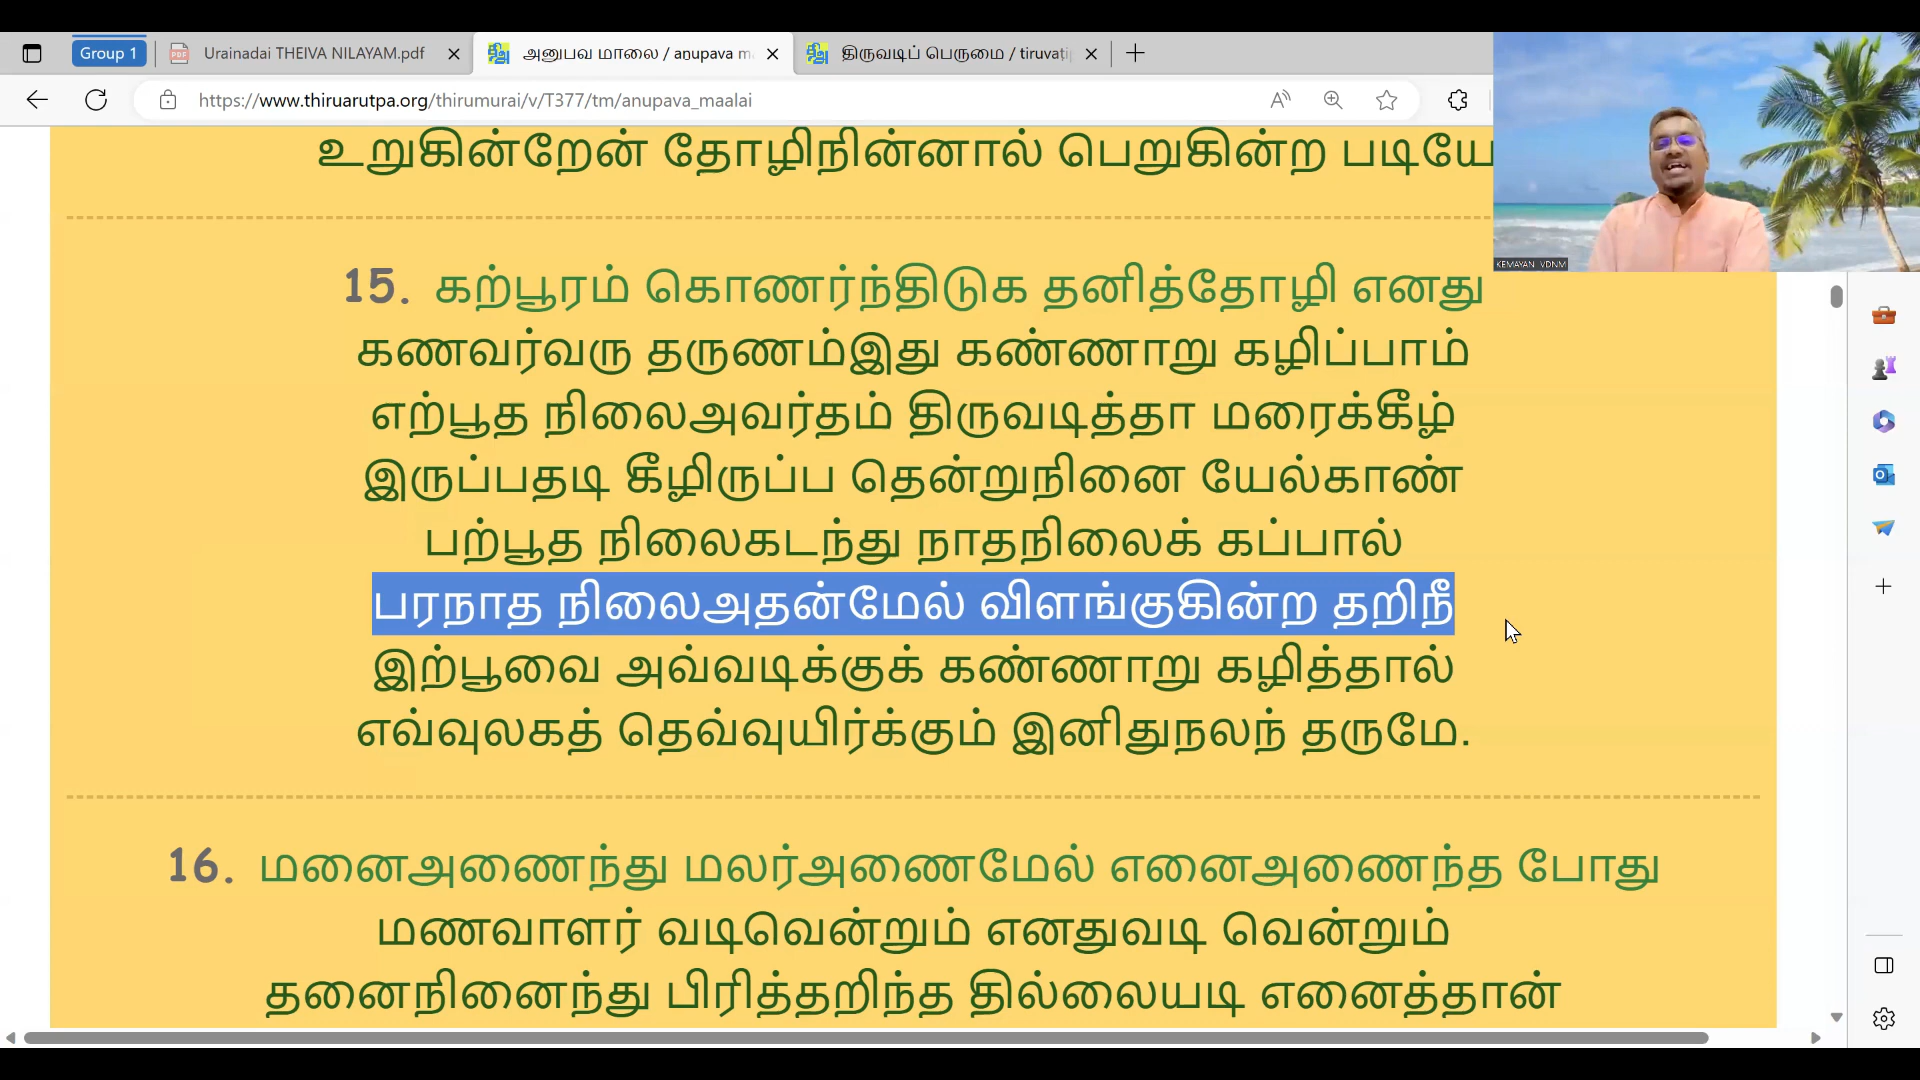 Group 1
Urainadai THEIVA NILAYAM.pdf
அனுபவ மாலை / anupava m
திருவடிப் பெருமை / tiruvaṭi
https://www.thiruarutpa.org/thirumurai/v/T377/tm/anupava_maalai
உறுகின்றேன் தோழிநின்னால் பெறுகின்ற படியே
KEMAYAN VDNM
15. கற்பூரம் கொணர்ந்திடுக தனித்தோழி எனது
கணவர்வரு தருணம்இது கண்ணாறு கழிப்பாம்
எற்பூத நிலைஅவர்தம் திருவடித்தா மரைக்கீழ்
இருப்பதடி கீழிருப்ப தென்றுநினை யேல்காண்
பற்பூத நிலைகடந்து நாதநிலைக் கப்பால்
பரநாத நிலைஅதன்மேல் விளங்குகின்ற தறிநீ
இற்பூவை அவ்வடிக்குக் கண்ணாறு கழித்தால்
எவ்வுலகத் தெவ்வுயிர்க்கும் இனிதுநலந் தருமே.
16. மனைஅணைந்து மலர்அணைமேல் எனைஅணைந்த போது
மணவாளர் வடிவென்றும் எனதுவடி வென்றும்
தனைநினைந்து பிரித்தறிந்த தில்லையடி எனைத்தான்